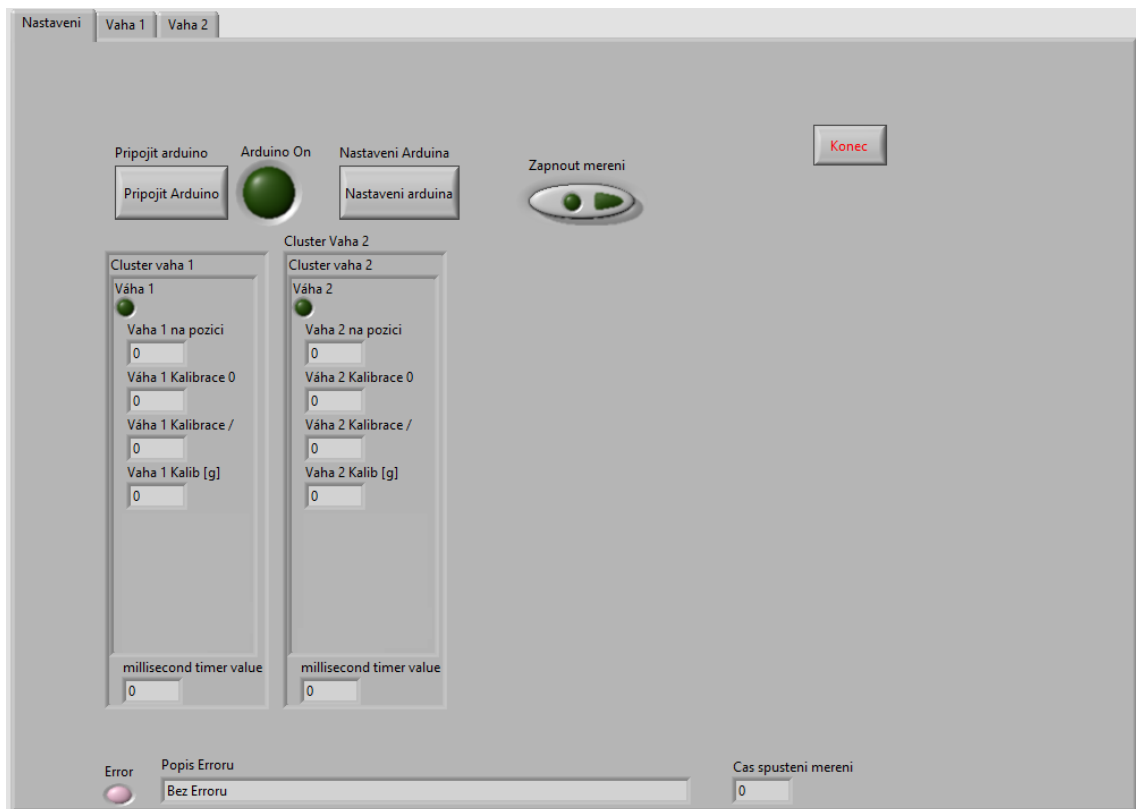 Nastaveni
Vaha 1
Vaha 2
Konec
Pripojit arduino
Arduino On
Nastaveni Arduina
Zapnout mereni
Pripojit Arduino
Nastaveni arduina
Cluster Vaha 2
Cluster vaha 1
Váha 1
Vaha 1 na pozici
0
Váha 1 Kalibrace 0
0
Váha 1 Kalibrace /
0
Vaha 1 Kalib [g]
0
millisecond timer value
0
Cluster vaha 2
Váha 2
Vaha 2 na pozici
0
Váha 2 Kalibrace 0
0
Váha 2 Kalibrace /
0
Vaha 2 Kalib [g]
0
millisecond timer value
0
Error
Popis Erroru
Bez Erroru
Cas spusteni mereni
0